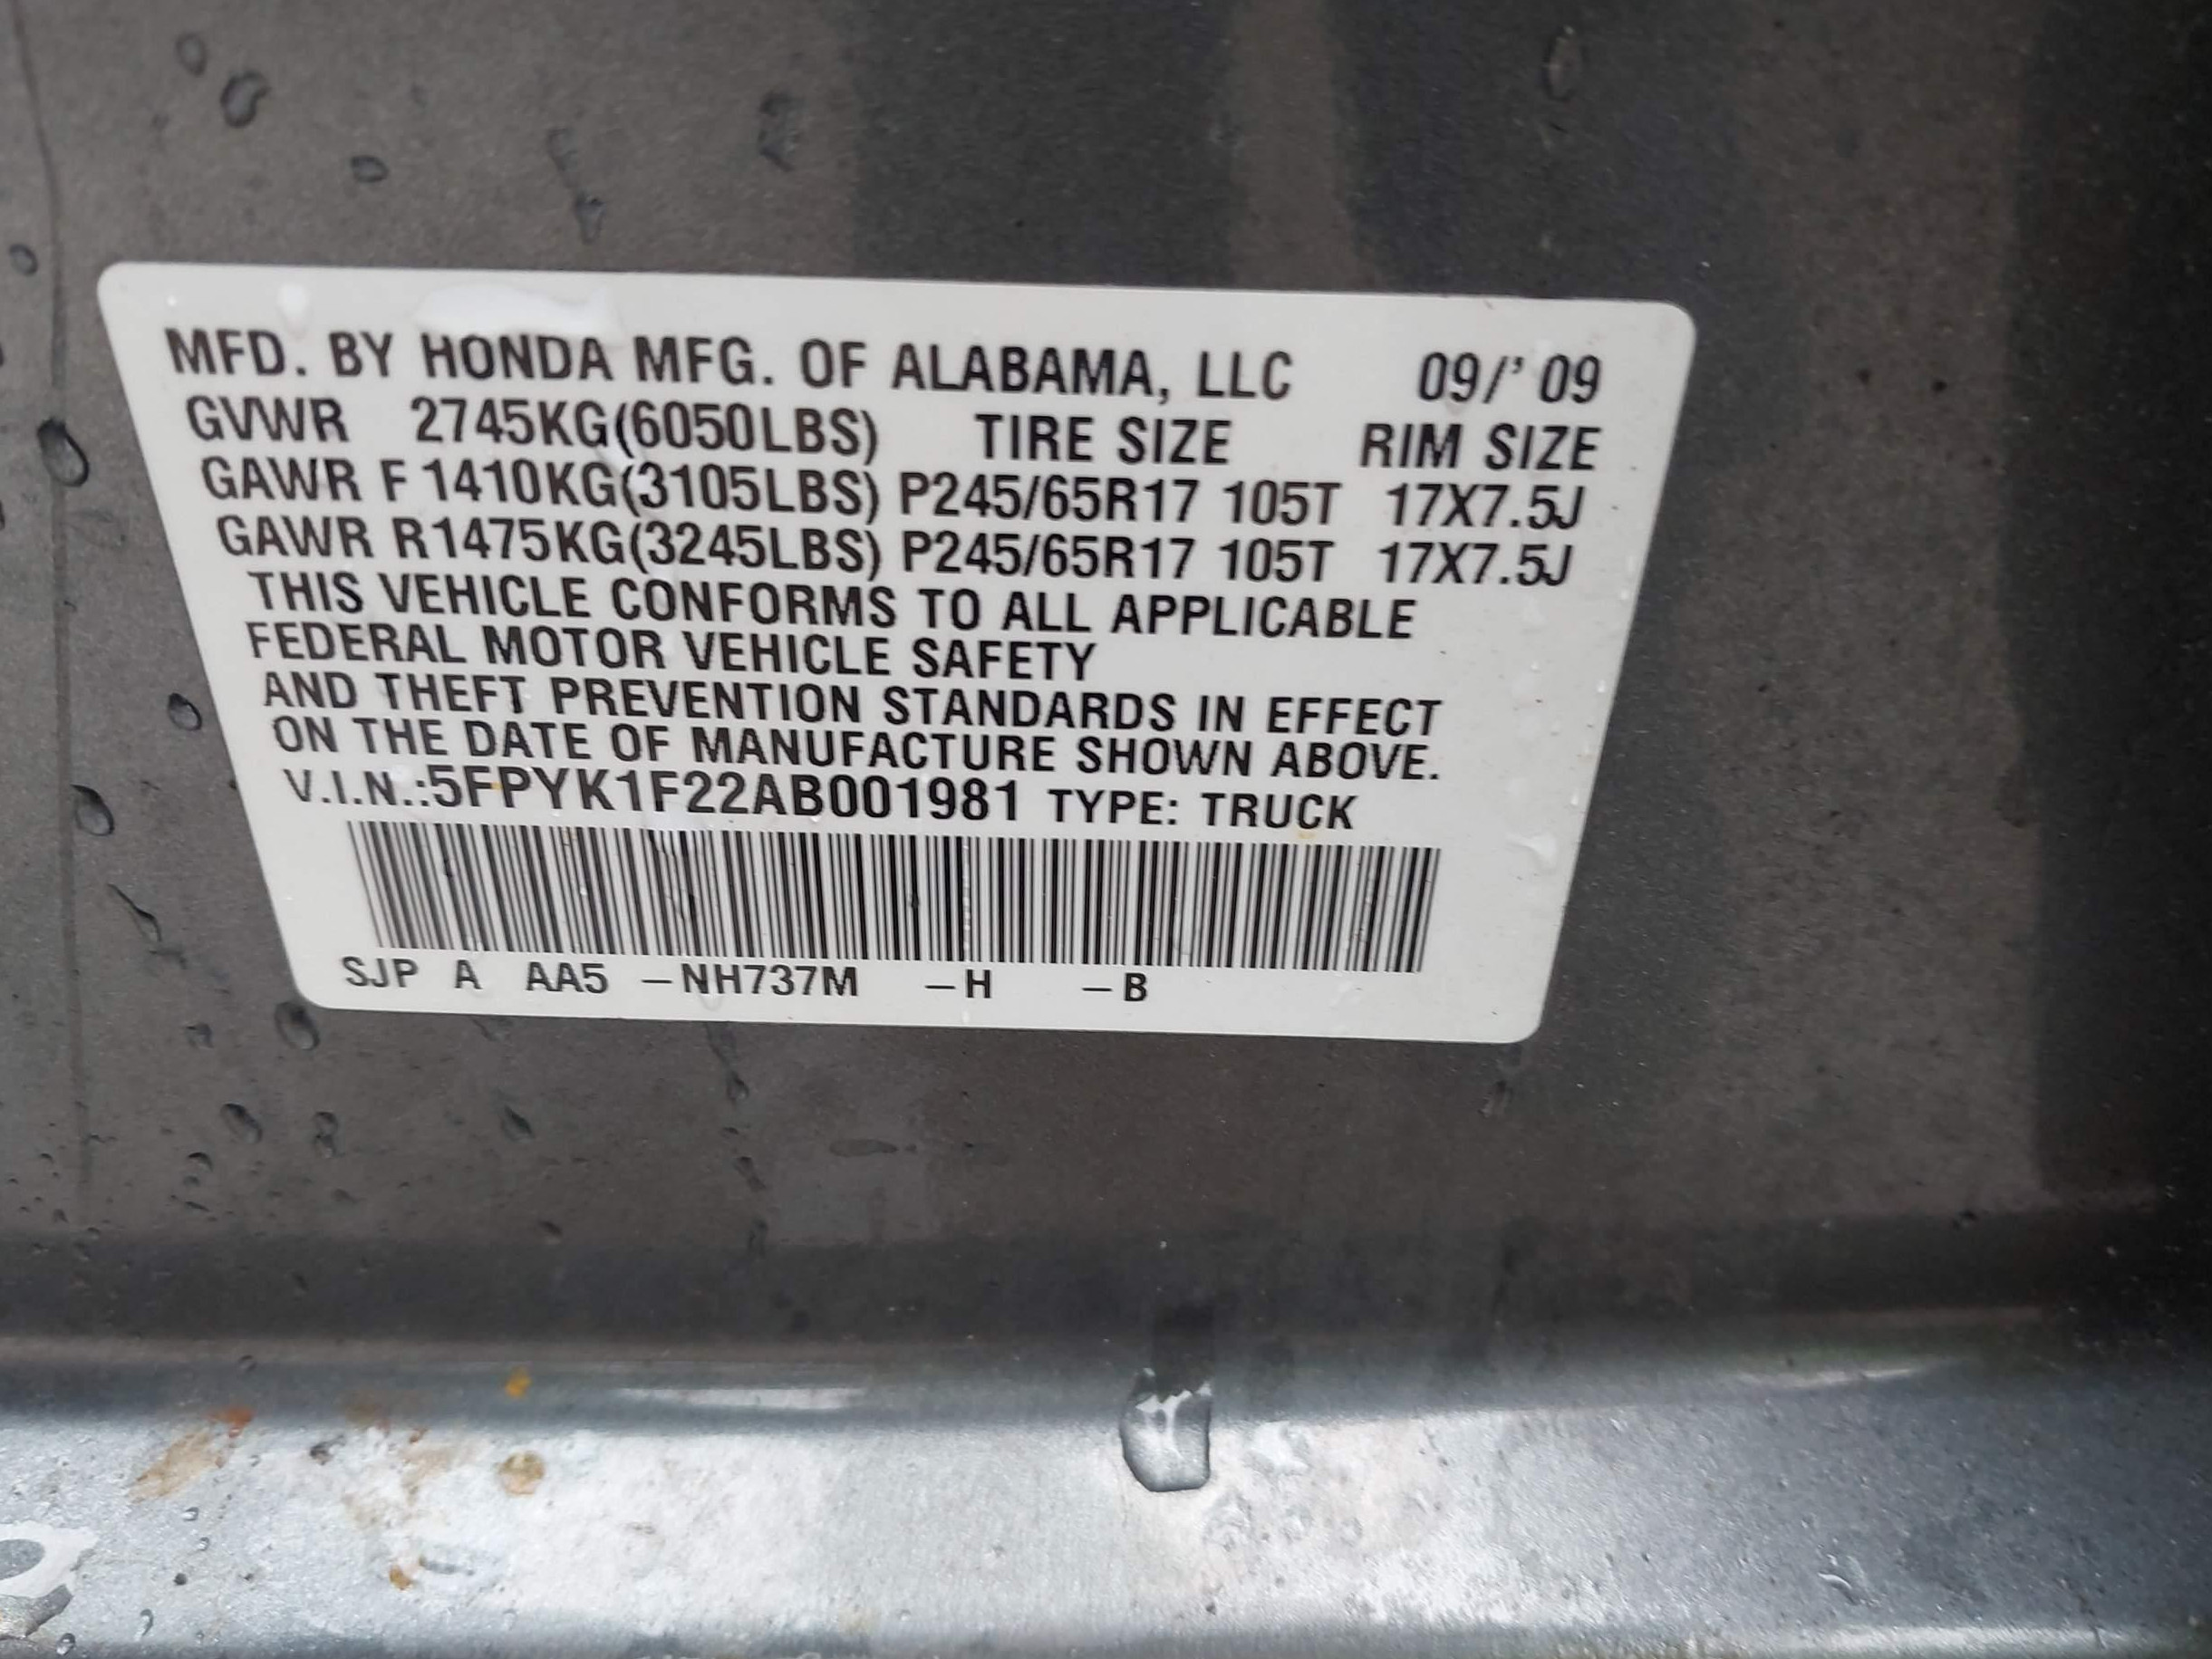 MFD. BY HONDA MFG. OF ALABAMA, LLC 09/' 09
GVWR 2745KG(6050LBS) TIRE SIZE RIM SIZE
GAWR F 1410KG(3105LBS) P245/65R17 105T 17X7.5J
GAWR R1475KG(3245LBS) P245/65R17 105T 17X7.5J
THIS VEHICLE CONFORMS TO ALL APPLICABLE
FEDERAL MOTOR VEHICLE SAFETY
AND THEFT PREVENTION STANDARDS IN EFFECT
ON THE DATE OF MANUFACTURE SHOWN ABOVE.
V.I.N.:5FPYK1F22AB001981 TYPE: TRUCK
SJP A AA5 –NH737M –H –B